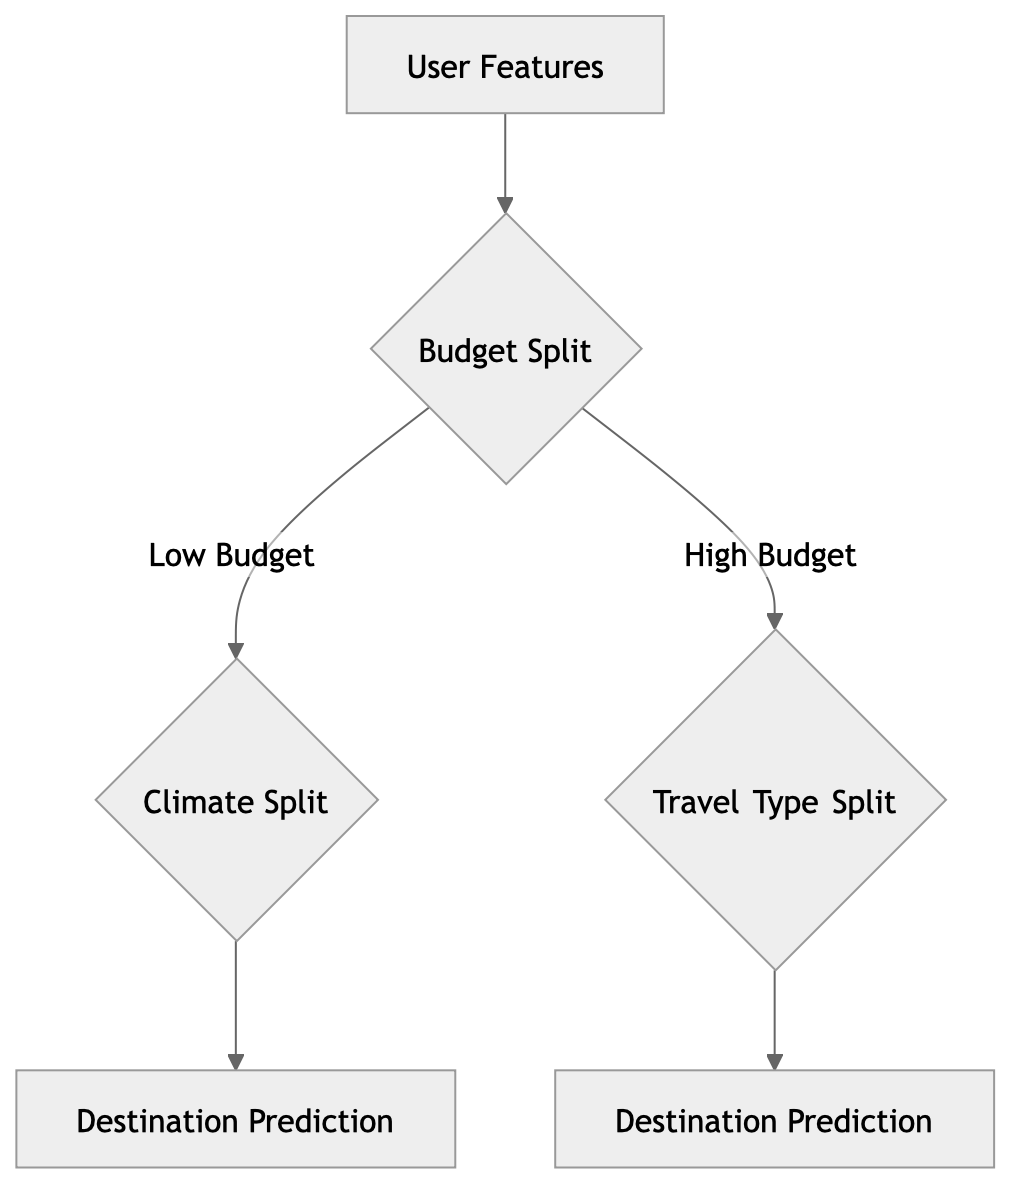 User Features
Budget Split
Low Budget
High Budget
Climate Split
Travel Type Split
Destination Prediction
Destination Prediction